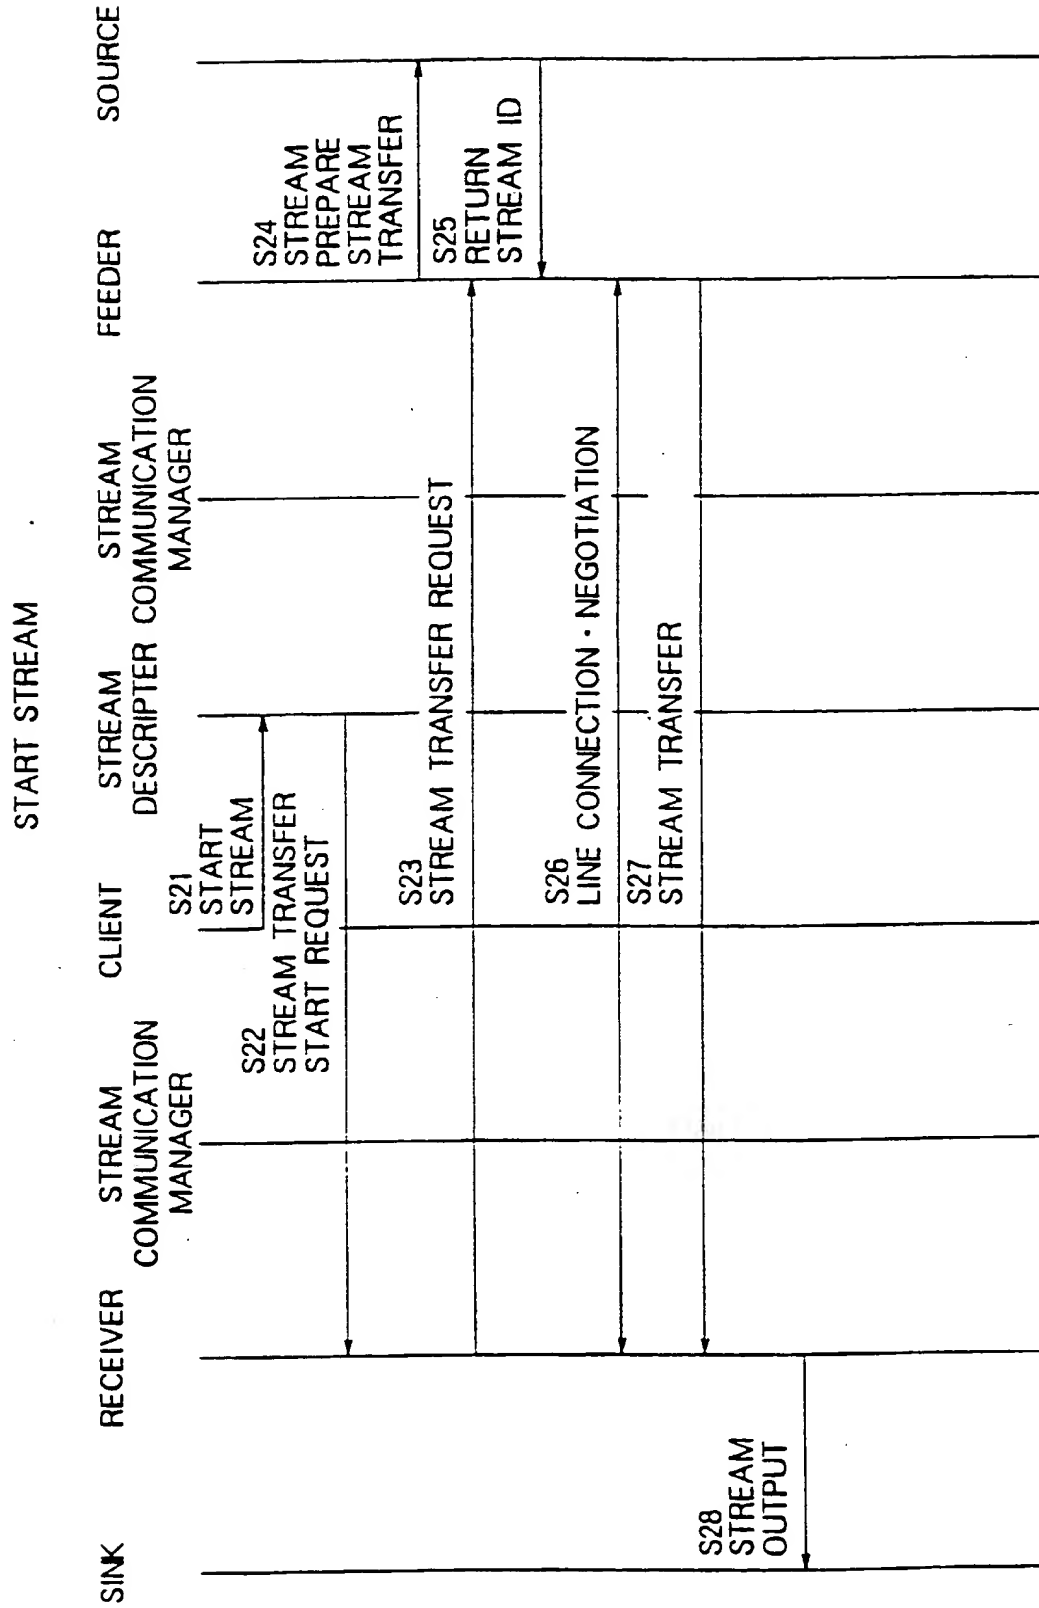 START STREAM
SINK
RECEIVER
STREAM
COMMUNICATION
MANAGER
CLIENT
STREAM
DESCRIPTER
STREAM
COMMUNICATION
MANAGER
FEEDER
SOURCE
S21
START
STREAM
S22
STREAM TRANSFER
START REQUEST
S24
STREAM
PREPARE
STREAM
TRANSFER
S23
STREAM TRANSFER REQUEST
S25
RETURN
STREAM ID
S26
LINE CONNECTION · NEGOTIATION
S27
STREAM TRANSFER
S28
STREAM
OUTPUT